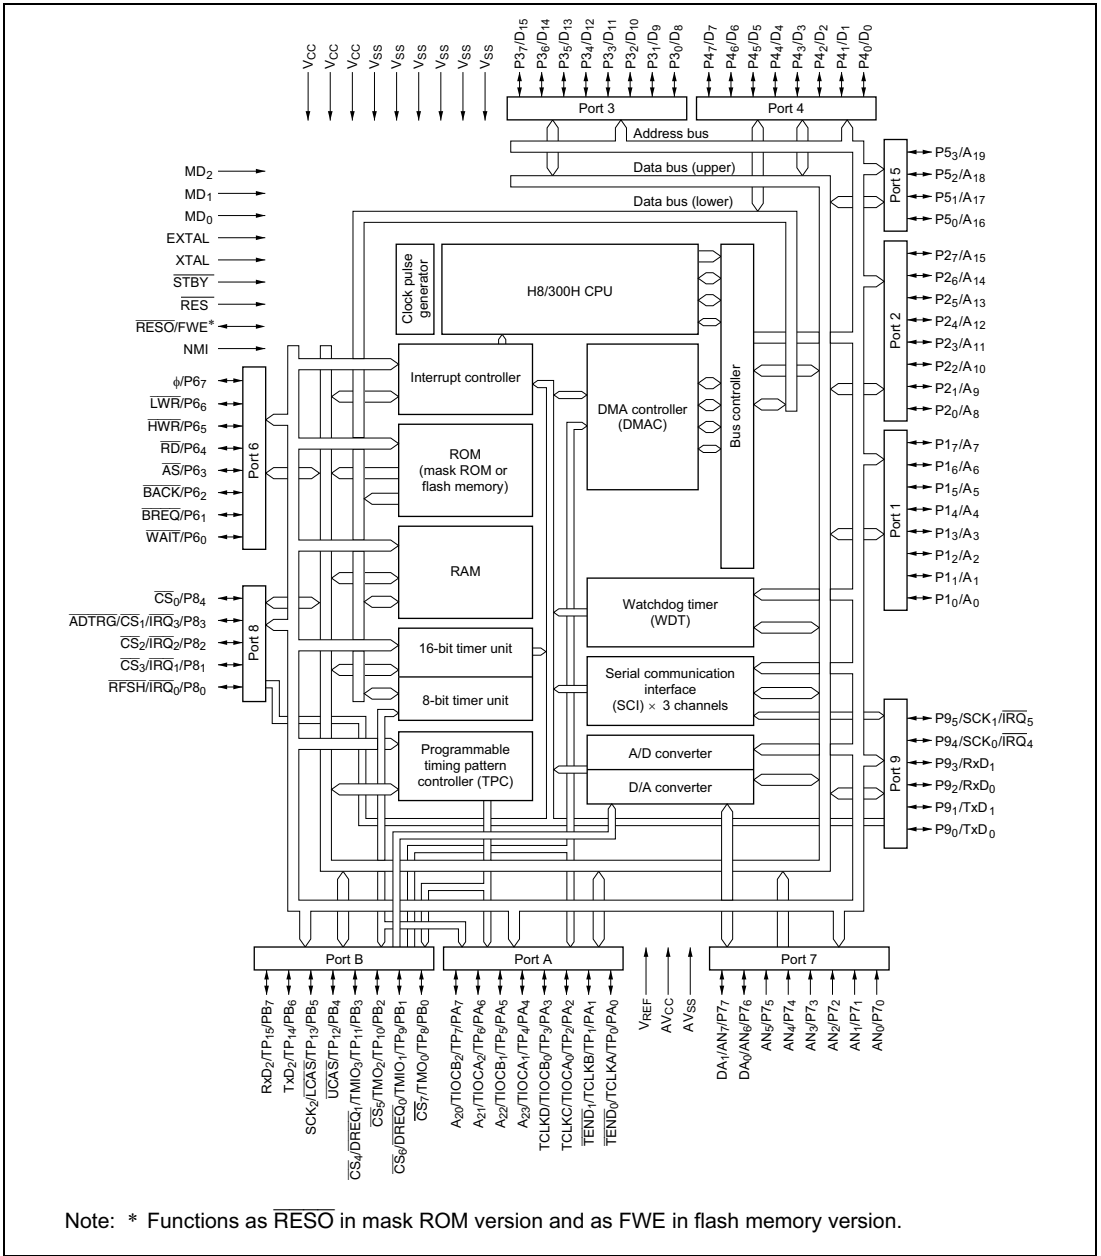 VCC
VCC
VCC
VSS
VSS
VSS
VSS
VSS
VSS
P37/D15
P36/D14
P35/D13
P34/D12
P33/D11
P32/D10
P31/D9
P30/D8
P47/D7
P46/D6
P45/D5
P44/D4
P43/D3
P42/D2
P41/D1
P40/D0
Port 3
Port 4
Address bus
Data bus (upper)
Data bus (lower)
MD2
MD1
MD0
EXTAL
XTAL
STBY
RES
RESO/FWE*
NMI
φ/P67
LWR/P66
HWR/P65
RD/P64
AS/P63
BACK/P62
BREQ/P61
WAIT/P60
Port 6
CS0/P84
ADTRG/CS1/IRQ3/P83
CS2/IRQ2/P82
CS3/IRQ1/P81
RFSH/IRQ0/P80
Port 8
Clock pulse
generator
H8/300H CPU
Interrupt controller
ROM
(mask ROM or
flash memory)
RAM
16-bit timer unit
8-bit timer unit
Programmable
timing pattern
controller (TPC)
DMA controller
(DMAC)
Bus controller
Watchdog timer
(WDT)
Serial communication
interface
(SCI) × 3 channels
A/D converter
D/A converter
Port 5
P53/A19
P52/A18
P51/A17
P50/A16
Port 2
P27/A15
P26/A14
P25/A13
P24/A12
P23/A11
P22/A10
P21/A9
P20/A8
Port 1
P17/A7
P16/A6
P15/A5
P14/A4
P13/A3
P12/A2
P11/A1
P10/A0
Port 9
P95/SCK1/IRQ5
P94/SCK0/IRQ4
P93/RxD1
P92/RxD0
P91/TxD1
P90/TxD0
Port B
Port A
Port 7
RxD2/TP15/PB7
TxD2/TP14/PB6
SCK2/LCAS/TP13/PB5
UCAS/TP12/PB4
CS4/DREQ1/TMIO3/TP11/PB3
CS5/TMO2/TP10/PB2
CS6/DREQ0/TMIO1/TP9/PB1
CS7/TMO0/TP8/PB0
A20/TIOCB2/TP7/PA7
A21/TIOCA2/TP6/PA6
A22/TIOCB1/TP5/PA5
A23/TIOCA1/TP4/PA4
TCLKD/TIOCB0/TP3/PA3
TCLKC/TIOCA0/TP2/PA2
TEND1/TCLKB/TP1/PA1
TEND0/TCLKA/TP0/PA0
VREF
AVCC
AVSS
DA1/AN7/P77
DA0/AN6/P76
AN5/P75
AN4/P74
AN3/P73
AN2/P72
AN1/P71
AN0/P70
Note: * Functions as RESO in mask ROM version and as FWE in flash memory version.